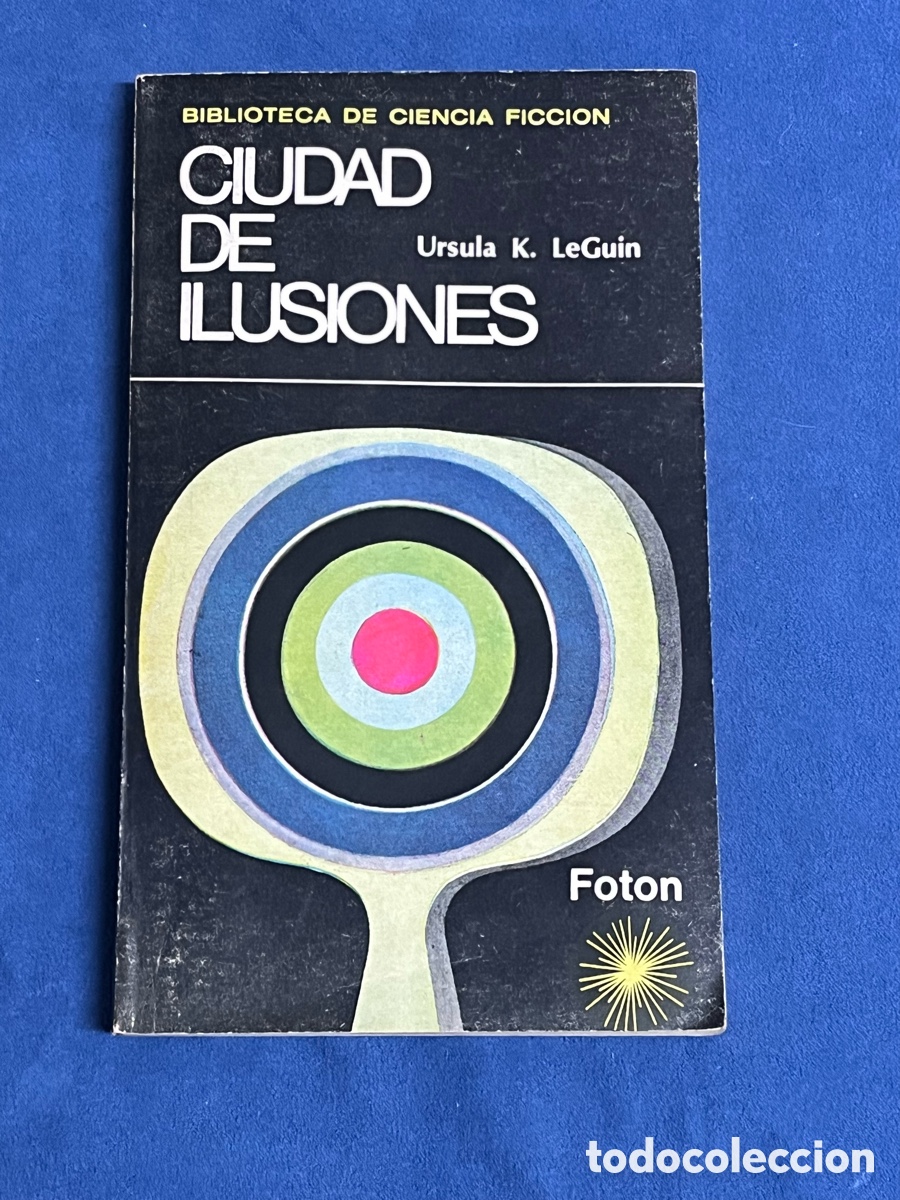 BIBLIOTECA DE CIENCIA FICCION
CIUDAD
DE
ILUSIONES
Ursula K. LeGuin
Foton
todocoleccion